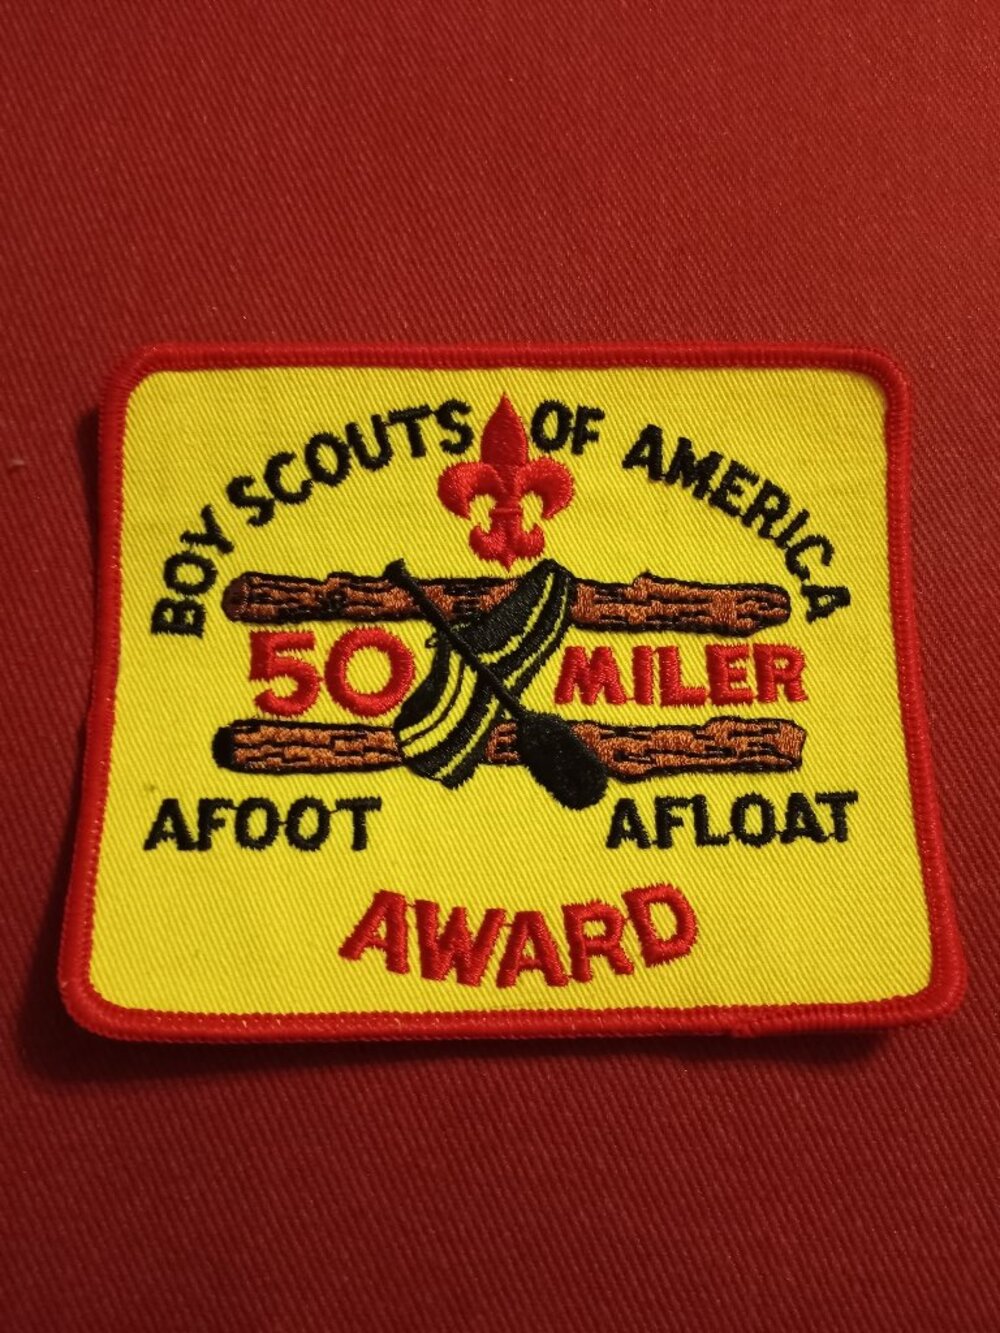 BOY SCOUTS OF AMERICA
50 MILER
AFOOT AFLOAT
AWARD